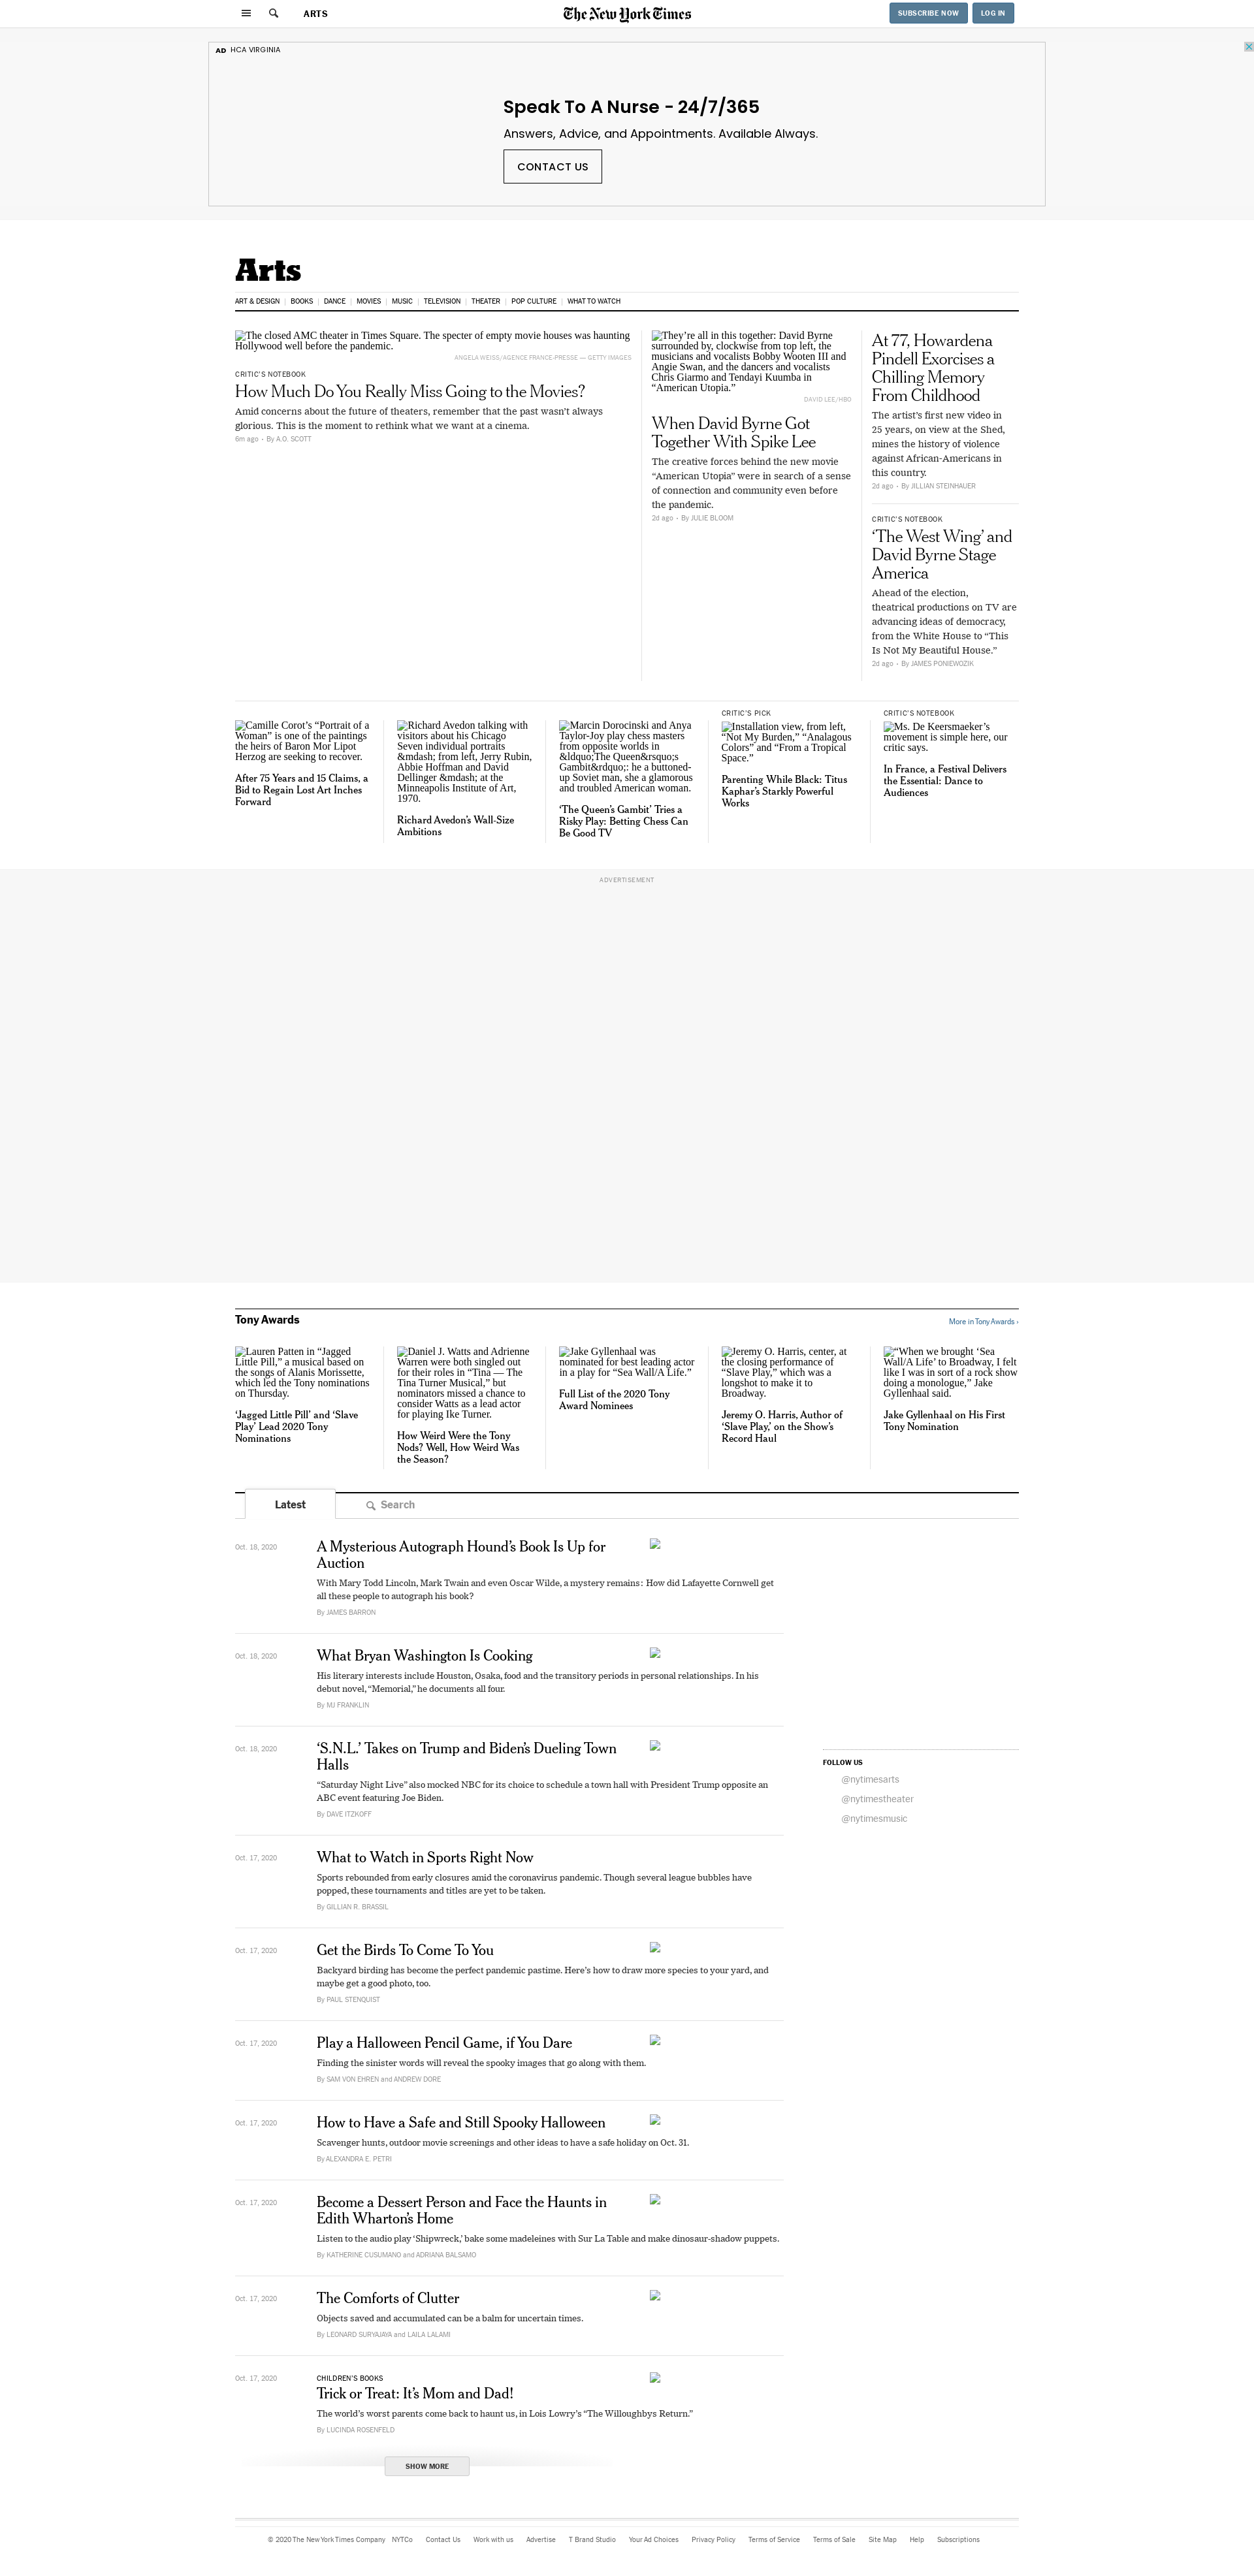 ARTS
The New York Times
SUBSCRIBE NOW
LOG IN
AD HCA VIRGINIA
Speak To A Nurse - 24/7/365
Answers, Advice, and Appointments. Available Always.
CONTACT US
Arts
ART & DESIGN | BOOKS | DANCE | MOVIES | MUSIC | TELEVISION | THEATER | POP CULTURE | WHAT TO WATCH
The closed AMC theater in Times Square. The specter of empty movie houses was haunting
Hollywood well before the pandemic.
ANGELA WEISS/AGENCE FRANCE-PRESSE — GETTY IMAGES
CRITIC'S NOTEBOOK
How Much Do You Really Miss Going to the Movies?
Amid concerns about the future of theaters, remember that the past wasn't always
glorious. This is the moment to rethink what we want at a cinema.
6m ago • By A.O. SCOTT
They're all in this together: David Byrne
surrounded by, clockwise from top left, the
musicians and vocalists Bobby Wooten III and
Angie Swan, and the dancers and vocalists
Chris Giarmo and Tendayi Kuumba in
“American Utopia.”
DAVID LEE/HBO
When David Byrne Got
Together With Spike Lee
The creative forces behind the new movie
“American Utopia” were in search of a sense
of connection and community even before
the pandemic.
2d ago • By JULIE BLOOM
At 77, Howardena
Pindell Exorcises a
Chilling Memory
From Childhood
The artist’s first new video in
25 years, on view at the Shed,
mines the history of violence
against African-Americans in
this country.
2d ago • By JILLIAN STEINHAUER
CRITIC’S NOTEBOOK
‘The West Wing’ and
David Byrne Stage
America
Ahead of the election,
theatrical productions on TV are
advancing ideas of democracy,
from the White House to “This
Is Not My Beautiful House.”
2d ago • By JAMES PONIEWOZIK
Camille Corot’s “Portrait of a
Woman” is one of the paintings
the heirs of Baron Mor Lipot
Herzog are seeking to recover.
After 75 Years and 15 Claims, a
Bid to Regain Lost Art Inches
Forward
Richard Avedon talking with
visitors about his Chicago
Seven individual portraits
&mdash; from left, Jerry Rubin,
Abbie Hoffman and David
Dellinger &mdash; at the
Minneapolis Institute of Art,
1970.
Richard Avedon’s Wall-Size
Ambitions
Marcin Dorocinski and Anya
Taylor-Joy play chess masters
from opposite worlds in
&ldquo;The Queen&rsquo;s
Gambit&rdquo;: he a buttoned-
up Soviet man, she a glamorous
and troubled American woman.
‘The Queen’s Gambit’ Tries a
Risky Play: Betting Chess Can
Be Good TV
CRITIC’S PICK
Installation view, from left,
“Not My Burden,” “Analagous
Colors” and “From a Tropical
Space.”
Parenting While Black: Titus
Kaphar’s Starkly Powerful
Works
CRITIC’S NOTEBOOK
Ms. De Keersmaeker’s
movement is simple here, our
critic says.
In France, a Festival Delivers
the Essential: Dance to
Audiences
ADVERTISEMENT
Tony Awards
More in Tony Awards ›
Lauren Patten in “Jagged
Little Pill,” a musical based on
the songs of Alanis Morissette,
which led the Tony nominations
on Thursday.
‘Jagged Little Pill’ and ‘Slave
Play’ Lead 2020 Tony
Nominations
Daniel J. Watts and Adrienne
Warren were both singled out
for their roles in “Tina — The
Tina Turner Musical,” but
nominators missed a chance to
consider Watts as a lead actor
for playing Ike Turner.
How Weird Were the Tony
Nods? Well, How Weird Was
the Season?
Jake Gyllenhaal was
nominated for best leading actor
in a play for “Sea Wall/A Life.”
Full List of the 2020 Tony
Award Nominees
Jeremy O. Harris, center, at
the closing performance of
“Slave Play,” which was a
longshot to make it to
Broadway.
Jeremy O. Harris, Author of
‘Slave Play,’ on the Show’s
Record Haul
“When we brought ‘Sea
Wall/A Life’ to Broadway, I felt
like I was in sort of a rock show
doing a monologue,” Jake
Gyllenhaal said.
Jake Gyllenhaal on His First
Tony Nomination
Latest
Search
Oct. 18, 2020
A Mysterious Autograph Hound’s Book Is Up for
Auction
With Mary Todd Lincoln, Mark Twain and even Oscar Wilde, a mystery remains: How did Lafayette Cornwell get
all these people to autograph his book?
By JAMES BARRON
Oct. 18, 2020
What Bryan Washington Is Cooking
His literary interests include Houston, Osaka, food and the transitory periods in personal relationships. In his
debut novel, “Memorial,” he documents all four.
By MJ FRANKLIN
Oct. 18, 2020
‘S.N.L.’ Takes on Trump and Biden’s Dueling Town
Halls
“Saturday Night Live” also mocked NBC for its choice to schedule a town hall with President Trump opposite an
ABC event featuring Joe Biden.
By DAVE ITZKOFF
Oct. 17, 2020
What to Watch in Sports Right Now
Sports rebounded from early closures amid the coronavirus pandemic. Though several league bubbles have
popped, these tournaments and titles are yet to be taken.
By GILLIAN R. BRASSIL
Oct. 17, 2020
Get the Birds To Come To You
Backyard birding has become the perfect pandemic pastime. Here’s how to draw more species to your yard, and
maybe get a good photo, too.
By PAUL STENQUIST
Oct. 17, 2020
Play a Halloween Pencil Game, if You Dare
Finding the sinister words will reveal the spooky images that go along with them.
By SAM VON EHREN and ANDREW DORE
Oct. 17, 2020
How to Have a Safe and Still Spooky Halloween
Scavenger hunts, outdoor movie screenings and other ideas to have a safe holiday on Oct. 31.
By ALEXANDRA E. PETRI
Oct. 17, 2020
Become a Dessert Person and Face the Haunts in
Edith Wharton’s Home
Listen to the audio play ‘Shipwreck,’ bake some madeleines with Sur La Table and make dinosaur-shadow puppets.
By KATHERINE CUSUMANO and ADRIANA BALSAMO
Oct. 17, 2020
The Comforts of Clutter
Objects saved and accumulated can be a balm for uncertain times.
By LEONARD SURYAJAYA and LAILA LALAMI
Oct. 17, 2020
CHILDREN’S BOOKS
Trick or Treat: It’s Mom and Dad!
The world’s worst parents come back to haunt us, in Lois Lowry’s “The Willoughbys Return.”
By LUCINDA ROSENFELD
SHOW MORE
FOLLOW US
@nytimesarts
@nytimestheater
@nytimesmusic
© 2020 The New York Times Company NYTCo Contact Us Work with us Advertise T Brand Studio Your Ad Choices Privacy Policy Terms of Service Terms of Sale Site Map Help Subscriptions